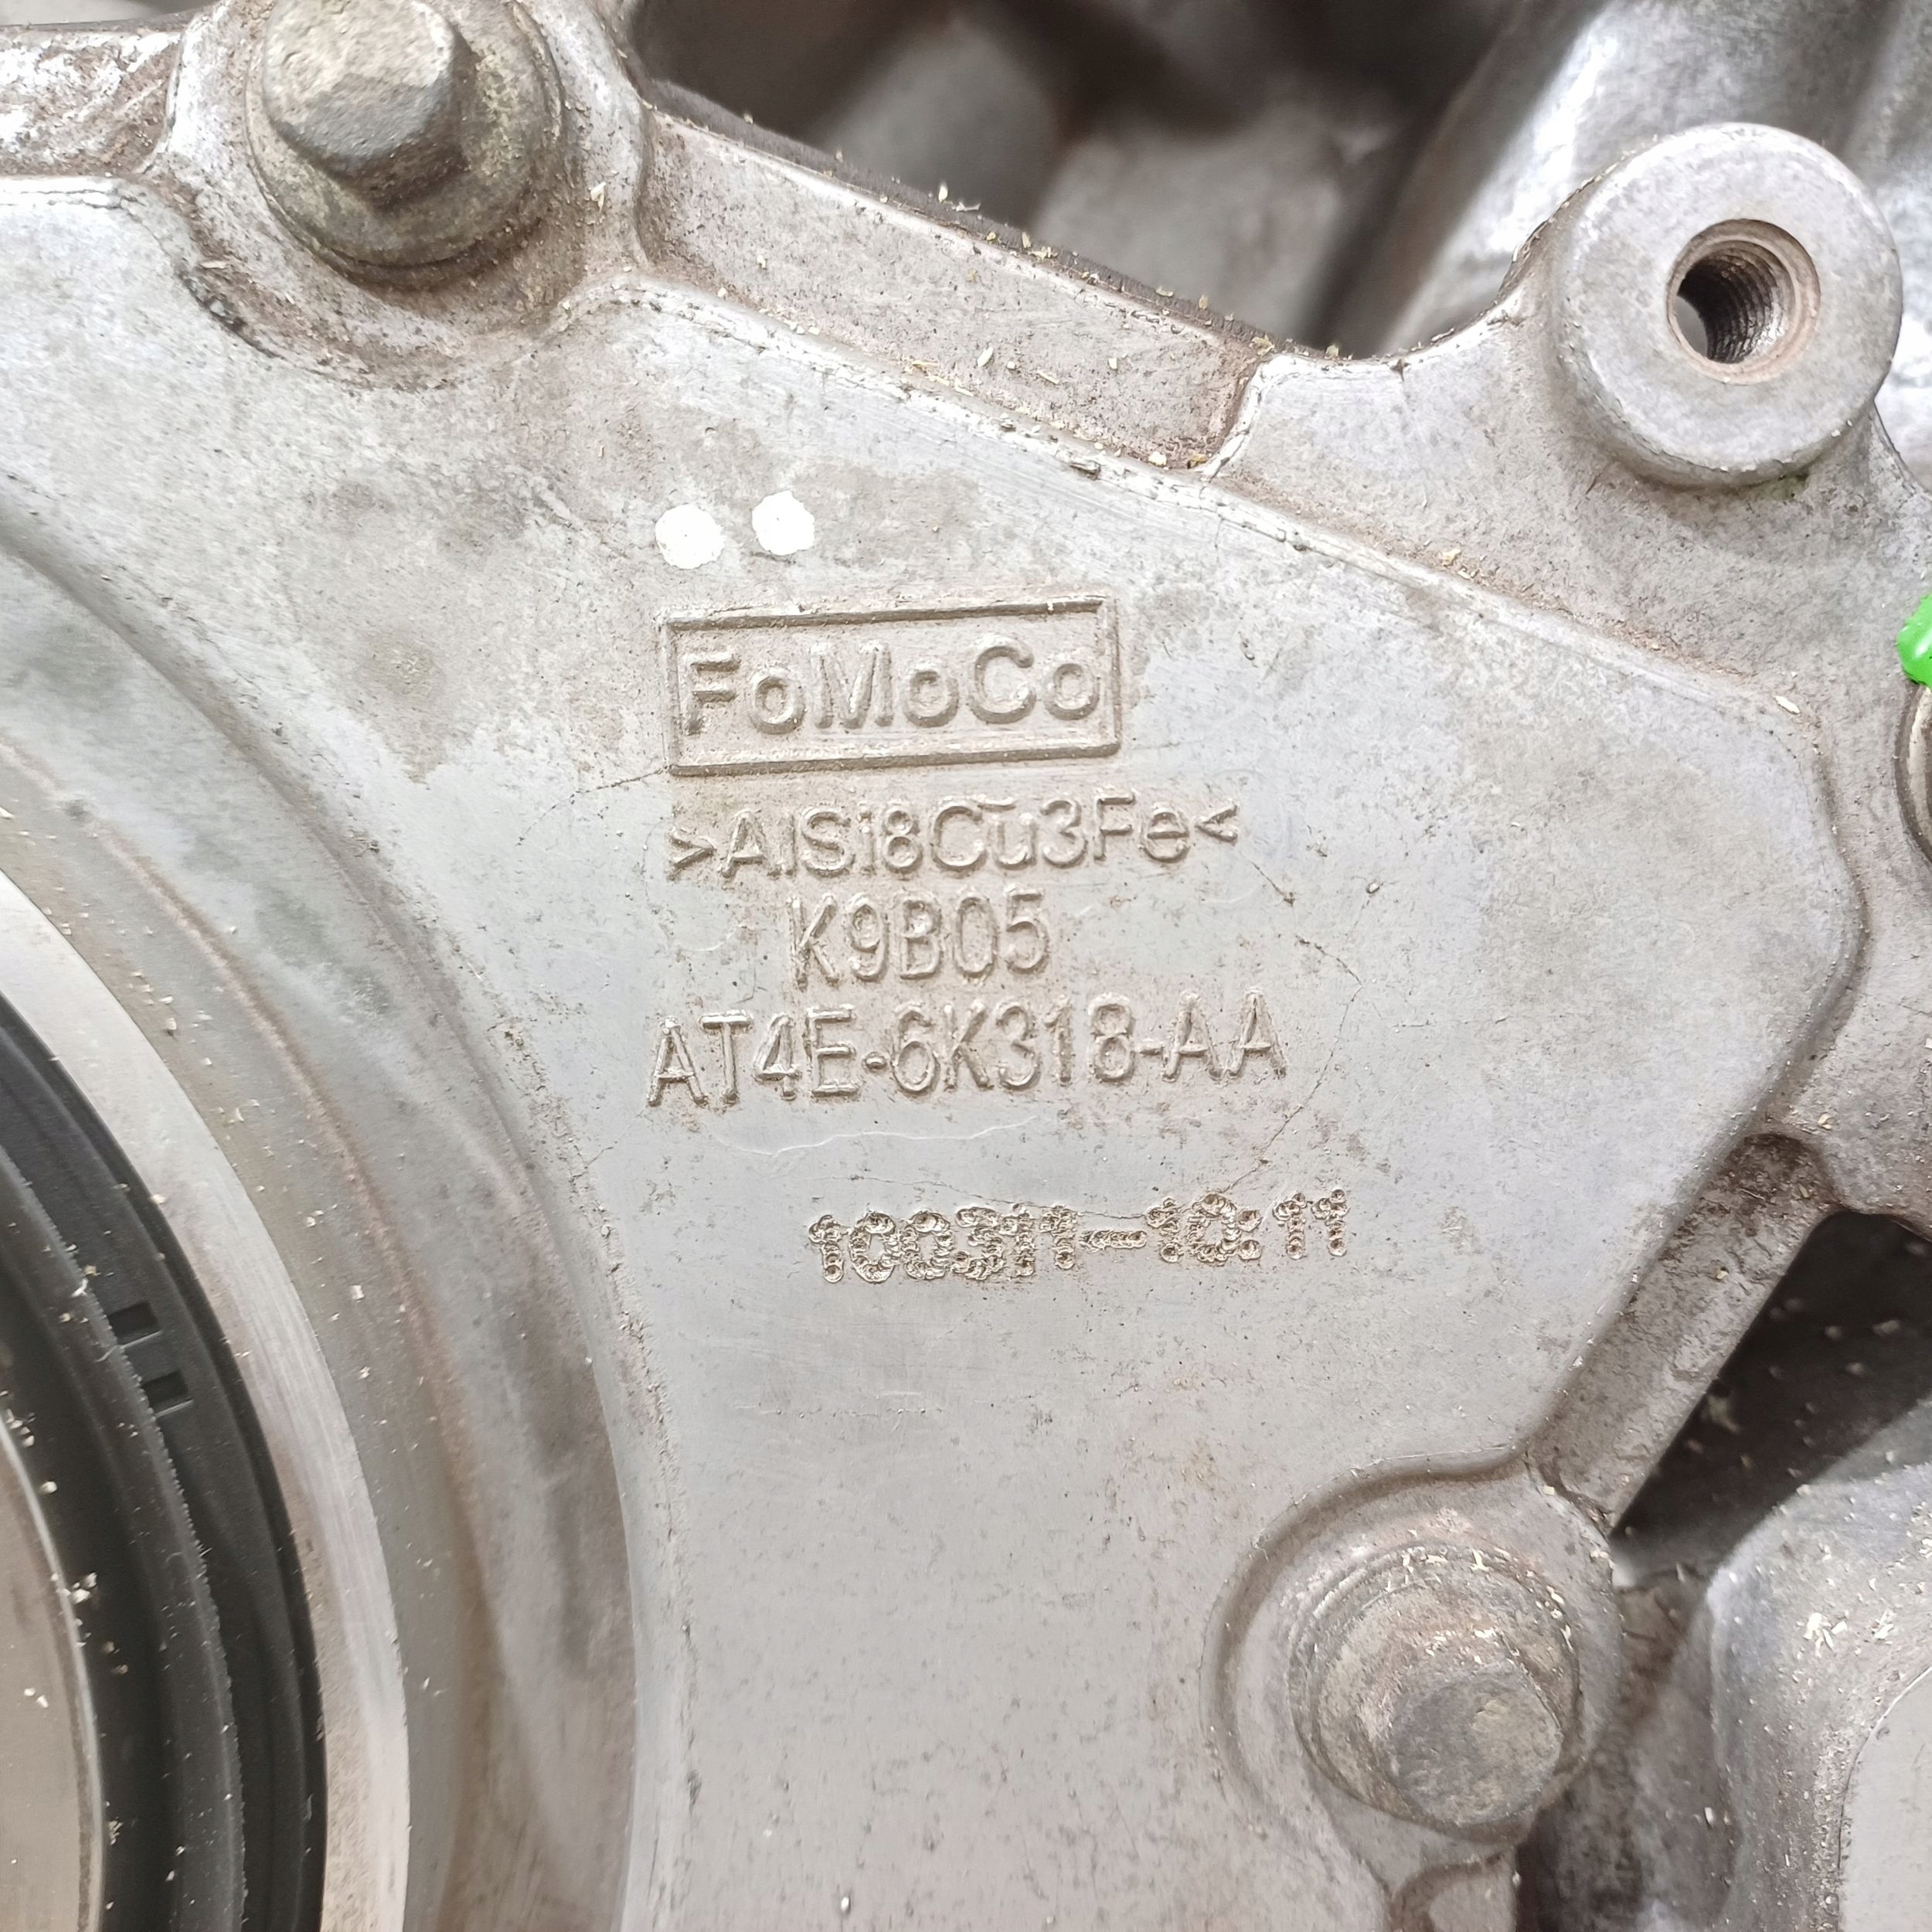 FoMoCo
>AlSi8Cu3Fe<
K9B05
AT4E-6K318-AA
100311-10:11